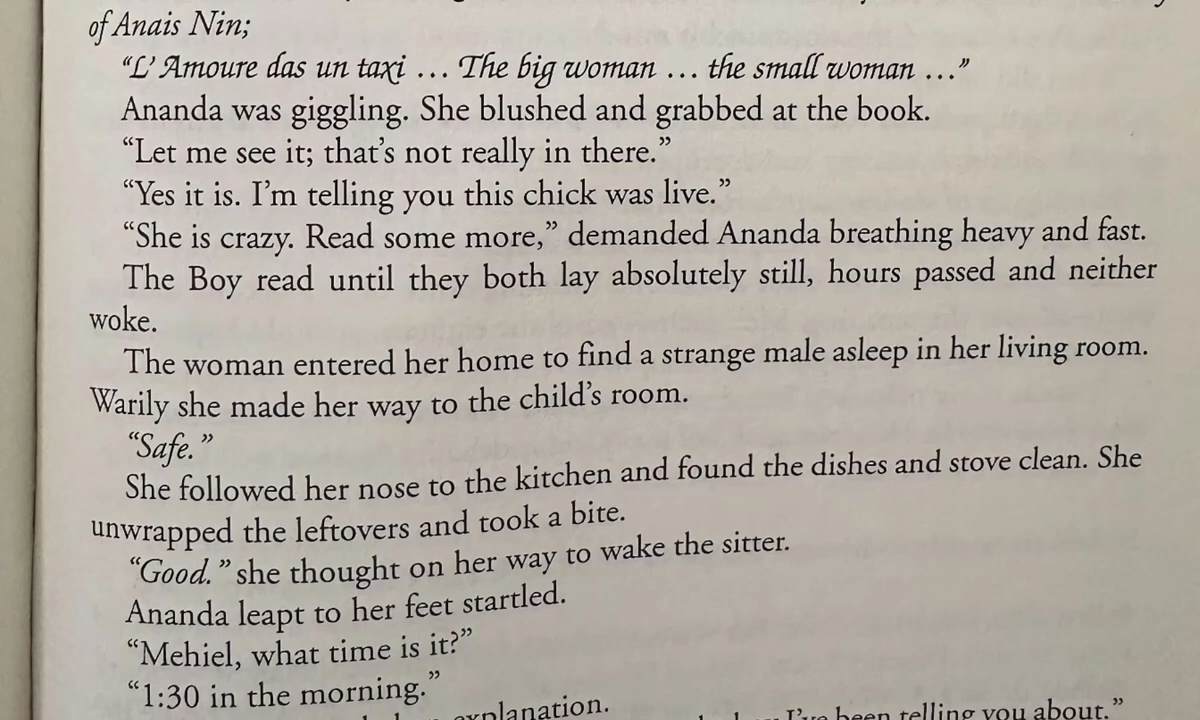 of Anais Nin;
“L’ Amoure das un taxi … The big woman … the small woman …”
Ananda was giggling. She blushed and grabbed at the book.
“Let me see it; that’s not really in there.”
“Yes it is. I’m telling you this chick was live.”
“She is crazy. Read some more,” demanded Ananda breathing heavy and fast.
The Boy read until they both lay absolutely still, hours passed and neither
woke.
The woman entered her home to find a strange male asleep in her living room.
Warily she made her way to the child’s room.
“Safe.”
She followed her nose to the kitchen and found the dishes and stove clean. She
unwrapped the leftovers and took a bite.
“Good.” she thought on her way to wake the sitter.
Ananda leapt to her feet startled.
“Mehiel, what time is it?”
“1:30 in the morning.”
explanation. I’ve been telling you about.”